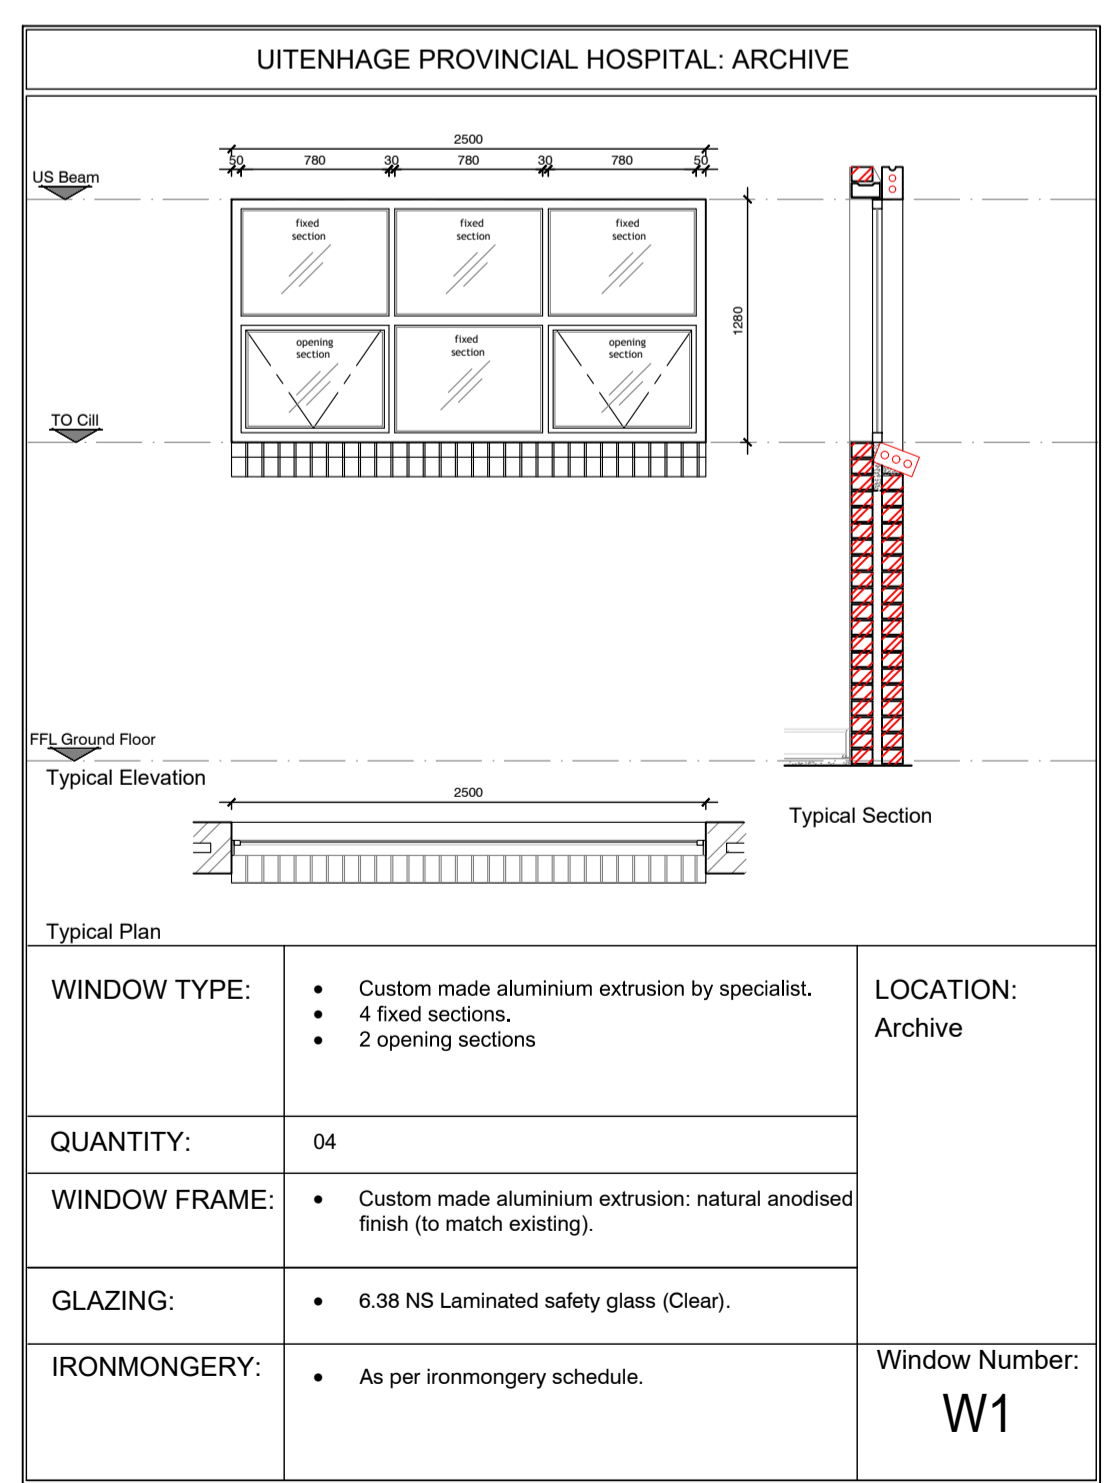 UITENHAGE PROVINCIAL HOSPITAL: ARCHIVE
2500
50 780 30 780 30 780 50
US Beam
fixed
section
fixed
section
fixed
section
1280
opening
section
fixed
section
opening
section
TO Cill
FFL Ground Floor
Typical Elevation
2500
Typical Section
Typical Plan
WINDOW TYPE:
• Custom made aluminium extrusion by specialist.
• 4 fixed sections.
• 2 opening sections
LOCATION:
Archive
QUANTITY:
04
WINDOW FRAME:
• Custom made aluminium extrusion: natural anodised
finish (to match existing).
GLAZING:
• 6.38 NS Laminated safety glass (Clear).
IRONMONGERY:
• As per ironmongery schedule.
Window Number:
W1